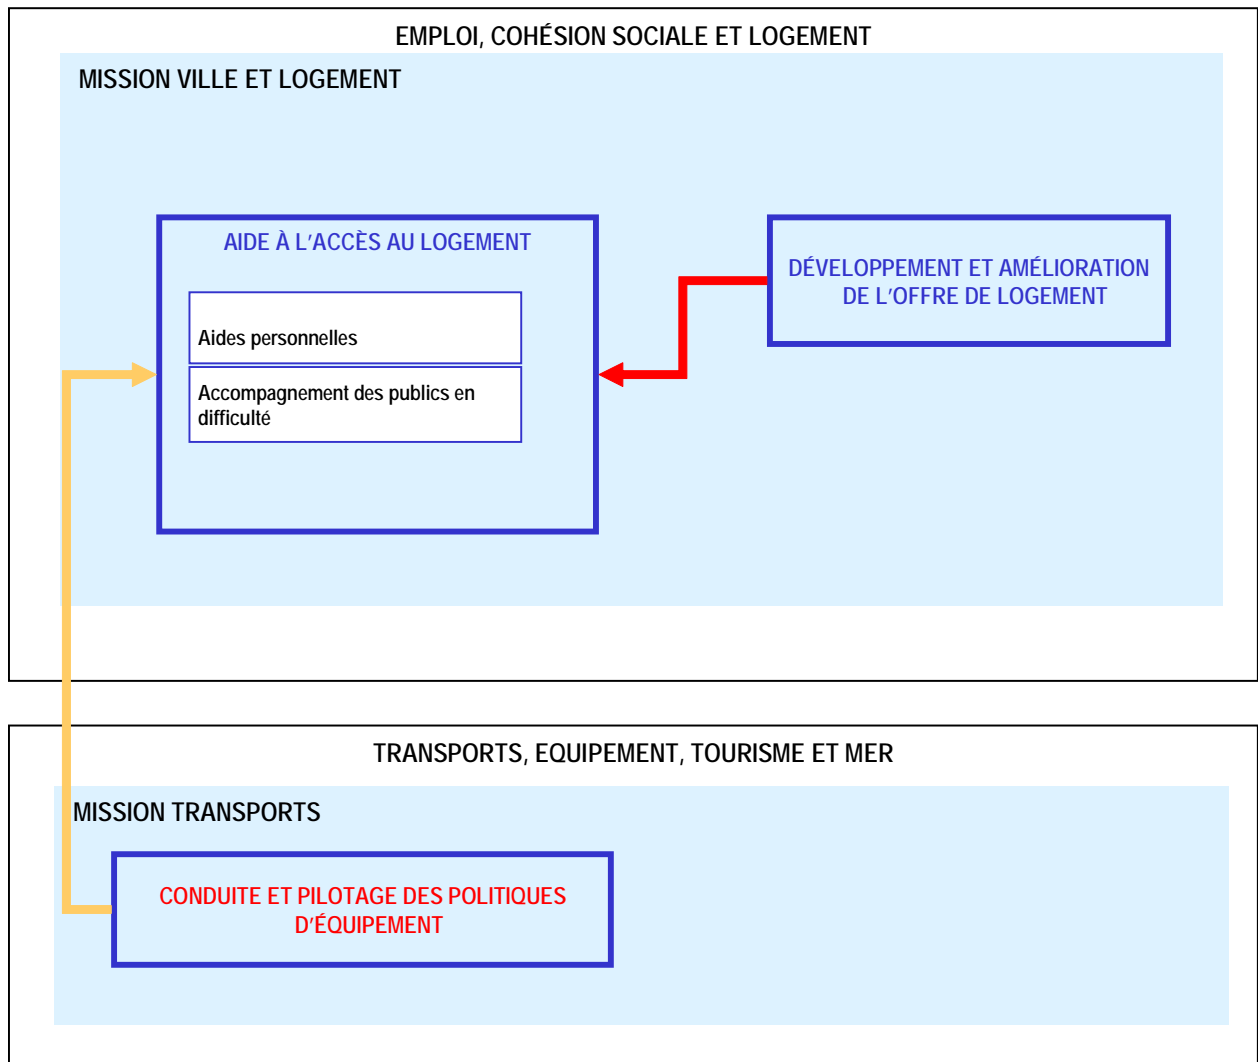 EMPLOI, COHÉSION SOCIALE ET LOGEMENT
MISSION VILLE ET LOGEMENT
AIDE À L'ACCÈS AU LOGEMENT
Aides personnelles
Accompagnement des publics en
difficulté
DÉVELOPPEMENT ET AMÉLIORATION
DE L'OFFRE DE LOGEMENT
TRANSPORTS, EQUIPEMENT, TOURISME ET MER
MISSION TRANSPORTS
CONDUITE ET PILOTAGE DES POLITIQUES
D'ÉQUIPEMENT